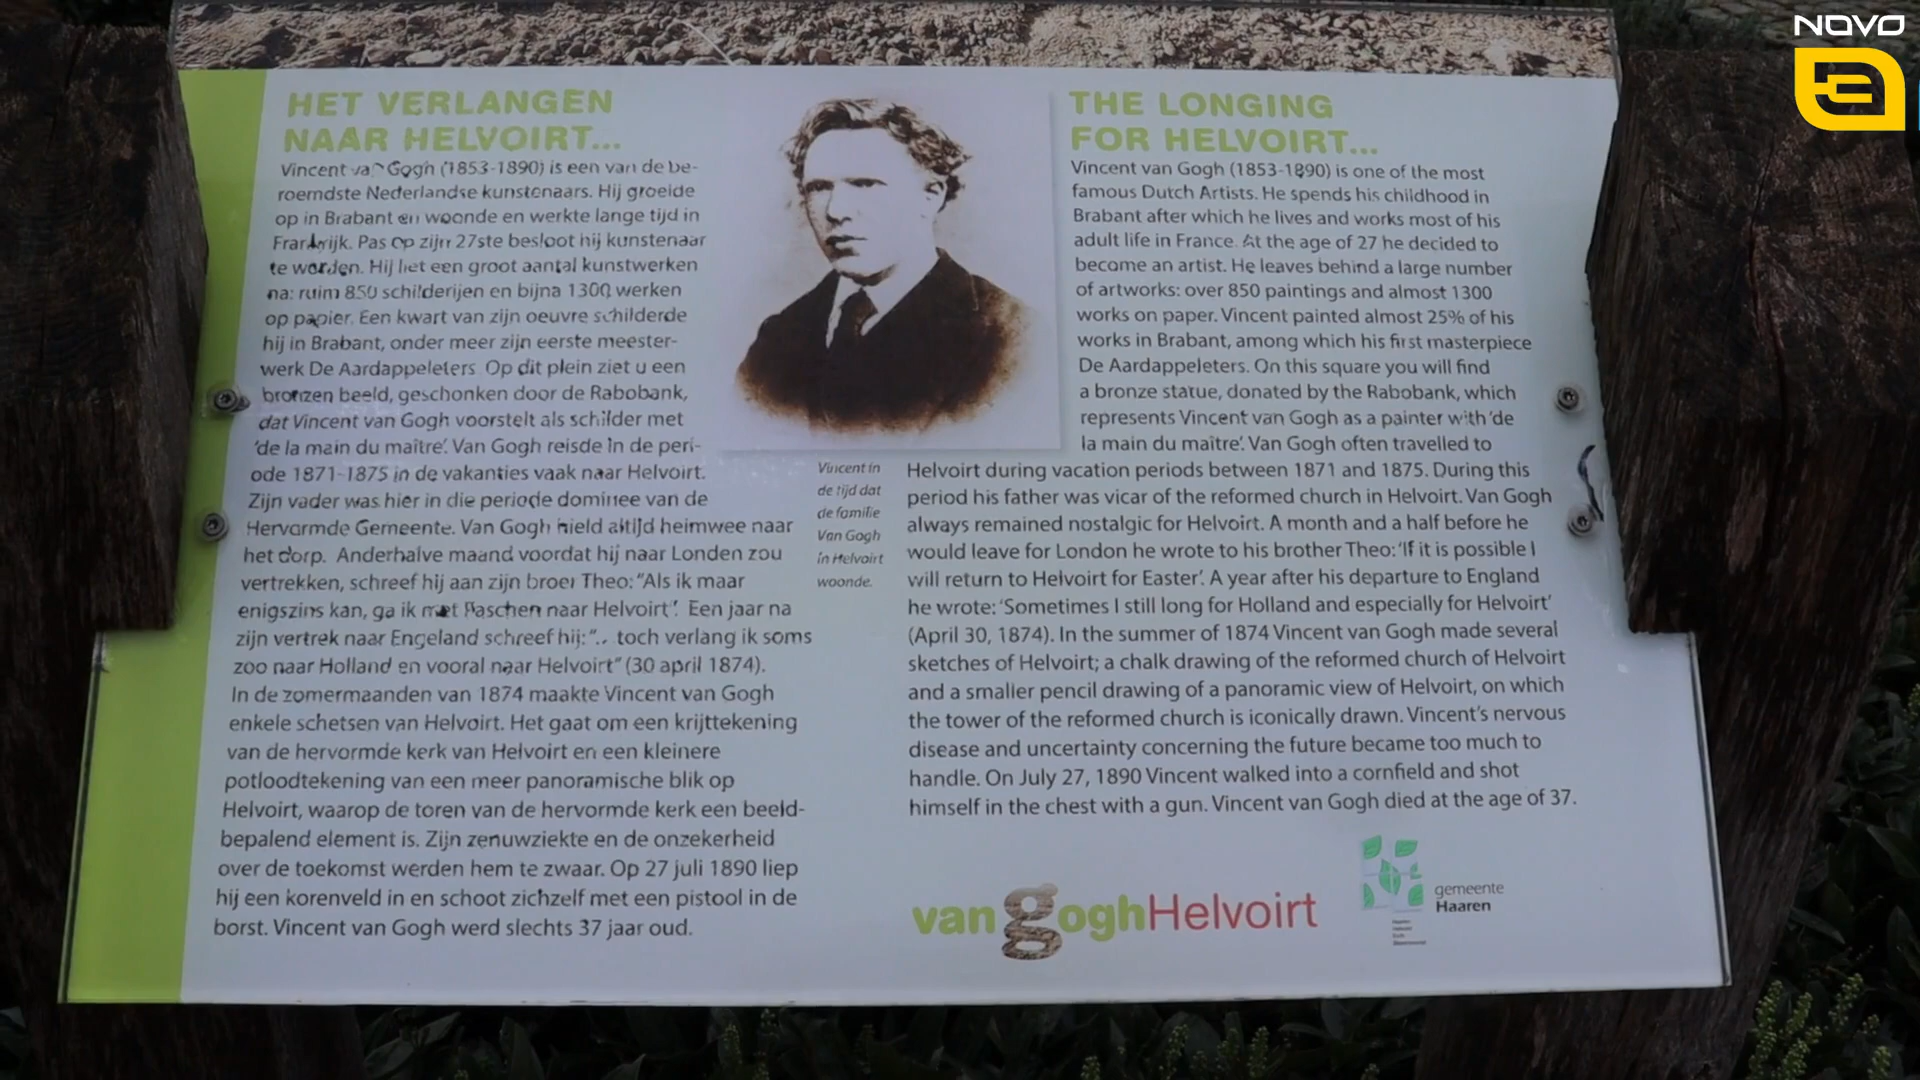 NOVO
HET VERLANGEN
NAAR HELVOIRT...
Vincent van Gogh (1853-1890) is een van de be-
roemdste Nederlandse kunstenaars. Hij groeide
op in Brabant en woonde en werkte lange tijd in
Frankrijk. Pas op zijn 27ste besloot hij kunstenaar
te worden. Hij liet een groot aantal kunstwerken
na: ruim 850 schilderijen en bijna 1300 werken
op papier. Een kwart van zijn oeuvre schilderde
hij in Brabant, onder meer zijn eerste meester-
werk De Aardappeleters. Op dit plein ziet u een
bronzen beeld, geschonken door de Rabobank,
dat Vincent van Gogh voorstelt als schilder met
'de la main du maître'. Van Gogh reisde in de peri-
ode 1871-1875 in de vakanties vaak naar Helvoirt.
Zijn vader was hier in die periode dominee van de
Hervormde Gemeente. Van Gogh hield altijd heimwee naar
het dorp. Anderhalve maand voordat hij naar Londen zou
vertrekken, schreef hij aan zijn broer Theo: "Als ik maar
enigszins kan, ga ik met Paschen naar Helvoirt". Een jaar na
zijn vertrek naar Engeland schreef hij: ".. toch verlang ik soms
zoo naar Holland en vooral naar Helvoirt" (30 april 1874).
In de zomermaanden van 1874 maakte Vincent van Gogh
enkele schetsen van Helvoirt. Het gaat om een krijttekening
van de hervormde kerk van Helvoirt en een kleinere
potloodtekening van een meer panoramische blik op
Helvoirt, waarop de toren van de hervormde kerk een beeld-
bepalend element is. Zijn zenuwziekte en de onzekerheid
over de toekomst werden hem te zwaar. Op 27 juli 1890 liep
hij een korenveld in en schoot zichzelf met een pistool in de
borst. Vincent van Gogh werd slechts 37 jaar oud.
Vincent in
de tijd dat
de familie
Van Gogh
in Helvoirt
woonde.
THE LONGING
FOR HELVOIRT...
Vincent van Gogh (1853-1890) is one of the most
famous Dutch Artists. He spends his childhood in
Brabant after which he lives and works most of his
adult life in France. At the age of 27 he decided to
become an artist. He leaves behind a large number
of artworks: over 850 paintings and almost 1300
works on paper. Vincent painted almost 25% of his
works in Brabant, among which his first masterpiece
De Aardappeleters. On this square you will find
a bronze statue, donated by the Rabobank, which
represents Vincent van Gogh as a painter with 'de
la main du maître'. Van Gogh often travelled to
Helvoirt during vacation periods between 1871 and 1875. During this
period his father was vicar of the reformed church in Helvoirt. Van Gogh
always remained nostalgic for Helvoirt. A month and a half before he
would leave for London he wrote to his brother Theo: 'If it is possible I
will return to Helvoirt for Easter'. A year after his departure to England
he wrote: 'Sometimes I still long for Holland and especially for Helvoirt'
(April 30, 1874). In the summer of 1874 Vincent van Gogh made several
sketches of Helvoirt; a chalk drawing of the reformed church of Helvoirt
and a smaller pencil drawing of a panoramic view of Helvoirt, on which
the tower of the reformed church is iconically drawn. Vincent's nervous
disease and uncertainty concerning the future became too much to
handle. On July 27, 1890 Vincent walked into a cornfield and shot
himself in the chest with a gun. Vincent van Gogh died at the age of 37.
van gogh Helvoirt
gemeente
Haaren